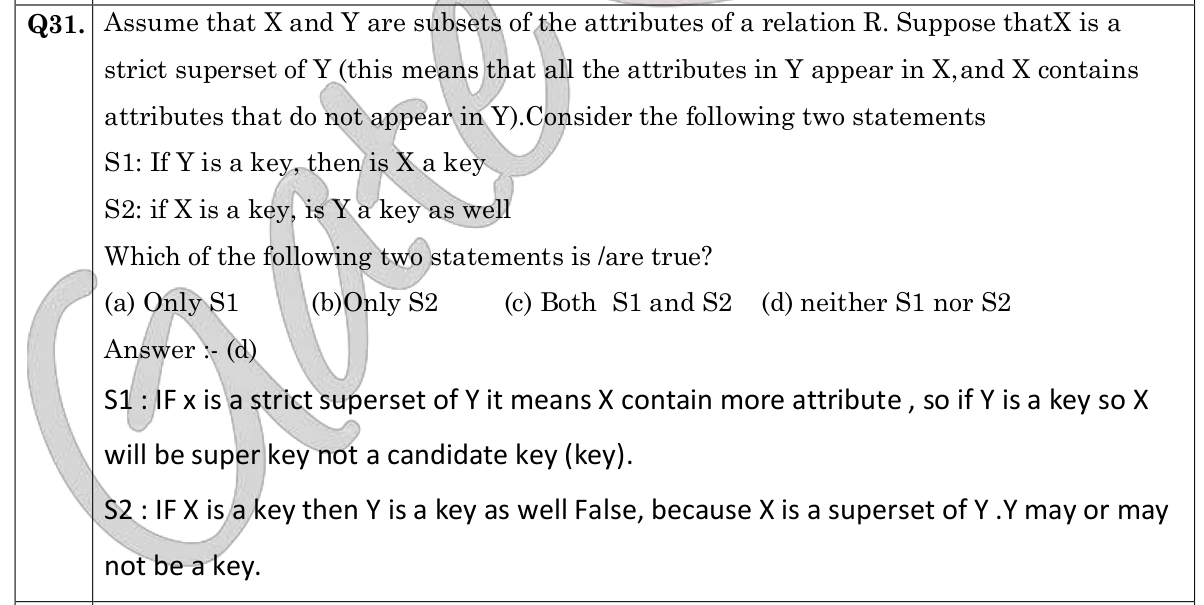 Q31. Assume that X and Y are subsets of the attributes of a relation R. Suppose thatX is a
strict superset of Y (this means that all the attributes in Y appear in X,and X contains
attributes that do not appear in Y).Consider the following two statements
S1: If Y is a key, then is X a key
S2: if X is a key, is Y a key as well
Which of the following two statements is /are true?
(a) Only S1 (b)Only S2 (c) Both S1 and S2 (d) neither S1 nor S2
Answer :- (d)
S1 : IF x is a strict superset of Y it means X contain more attribute , so if Y is a key so X
will be super key not a candidate key (key).
S2 : IF X is a key then Y is a key as well False, because X is a superset of Y .Y may or may
not be a key.